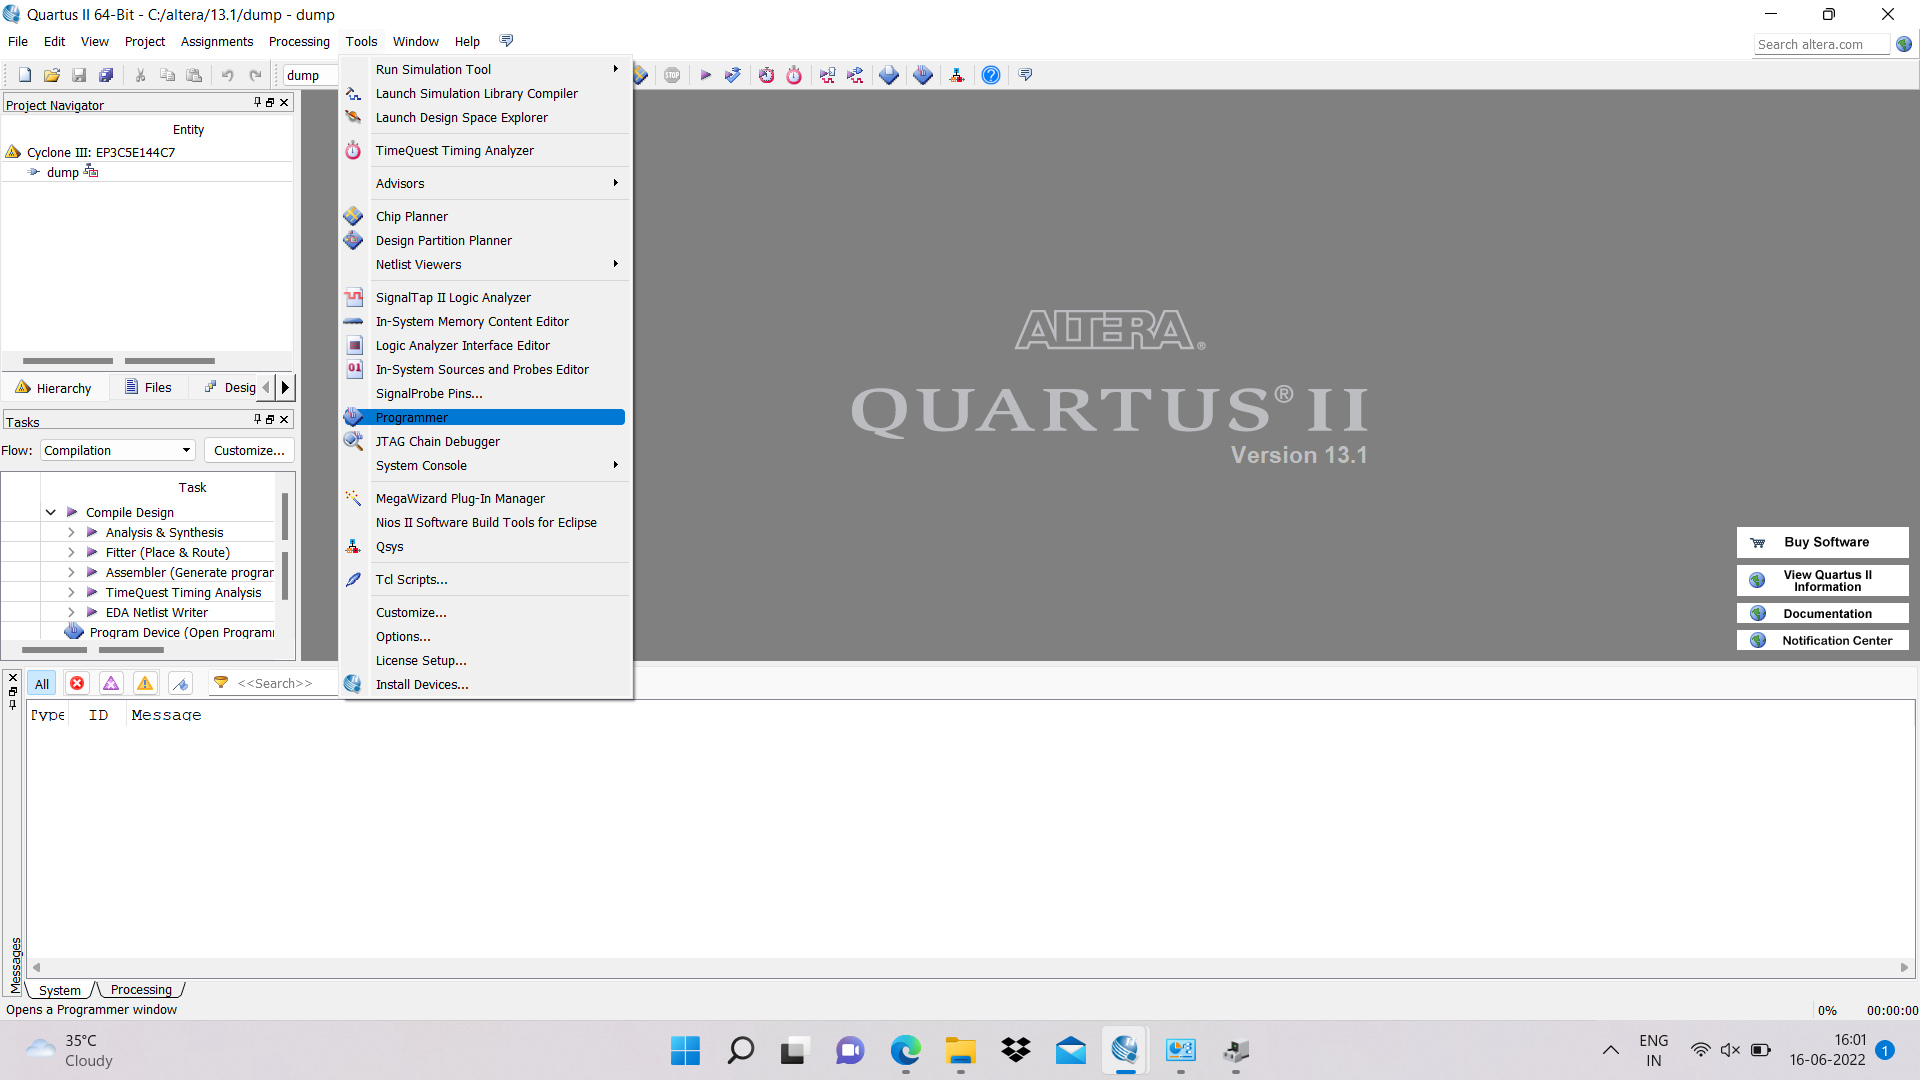 Quartus II 64-Bit - C:/altera/13.1/dump - dump
File Edit View Project Assignments Processing Tools Window Help
Search altera.com
dump
STOP
Project Navigator
Entity
Cyclone III: EP3C5E144C7
dump
Hierarchy Files Desig
Tasks
Flow: Compilation Customize...
Task
Compile Design
Analysis & Synthesis
Fitter (Place & Route)
Assembler (Generate program
TimeQuest Timing Analysis
EDA Netlist Writer
Program Device (Open Programm
Run Simulation Tool
Launch Simulation Library Compiler
Launch Design Space Explorer
TimeQuest Timing Analyzer
Advisors
Chip Planner
Design Partition Planner
Netlist Viewers
SignalTap II Logic Analyzer
In-System Memory Content Editor
Logic Analyzer Interface Editor
In-System Sources and Probes Editor
SignalProbe Pins...
Programmer
JTAG Chain Debugger
System Console
MegaWizard Plug-In Manager
Nios II Software Build Tools for Eclipse
Qsys
Tcl Scripts...
Customize...
Options...
License Setup...
Install Devices...
ALTERA®
QUARTUS® II
Version 13.1
Buy Software
View Quartus II
Information
Documentation
Notification Center
All <<Search>>
Type ID Message
Messages
System Processing
Opens a Programmer window
0% 00:00:00
35°C
Cloudy
ENG
IN
16:01
16-06-2022
1